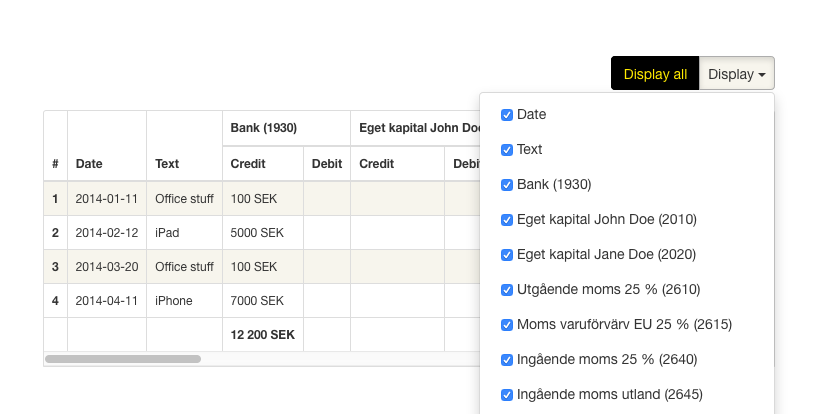 Display all Display
Bank (1930) Eget kapital John Doe
# Date Text Credit Debit Credit Debit
1 2014-01-11 Office stuff 100 SEK
2 2014-02-12 iPad 5000 SEK
3 2014-03-20 Office stuff 100 SEK
4 2014-04-11 iPhone 7000 SEK
12 200 SEK
Date
Text
Bank (1930)
Eget kapital John Doe (2010)
Eget kapital Jane Doe (2020)
Utgående moms 25 % (2610)
Moms varuförvärv EU 25 % (2615)
Ingående moms 25 % (2640)
Ingående moms utland (2645)